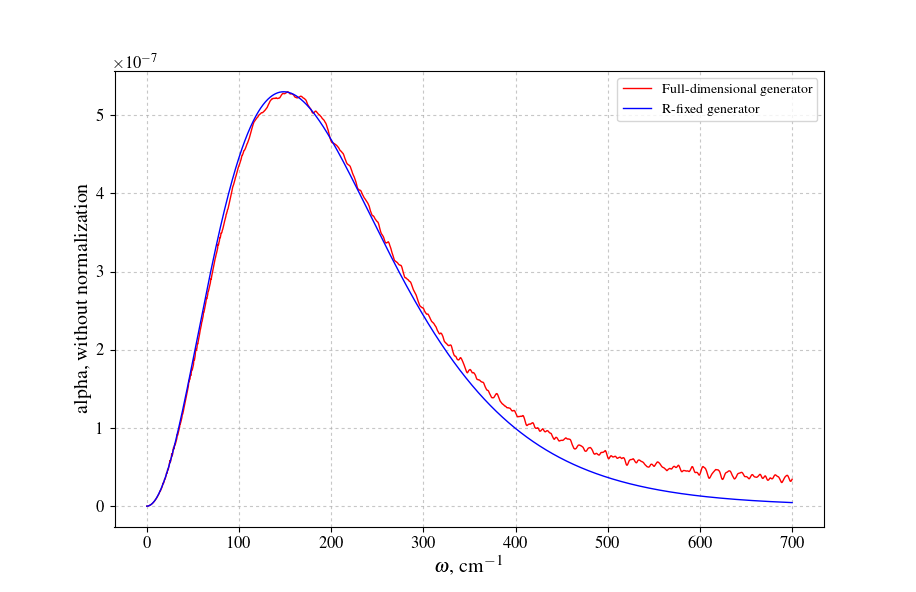 ×10⁻⁷
Full-dimensional generator
R-fixed generator
alpha, without normalization
5
4
3
2
1
0
0 100 200 300 400 500 600 700
ω, cm⁻¹